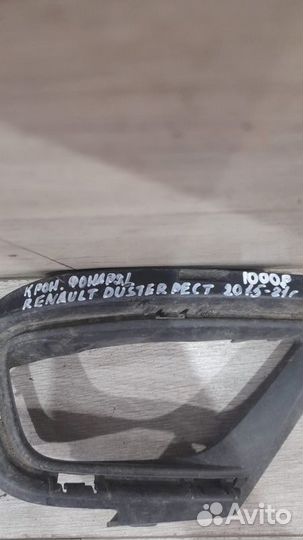 КРОН. ФОНАРЯ 1000Р
RENAULT DUSTER РЕСТ 2015-21г
Avito